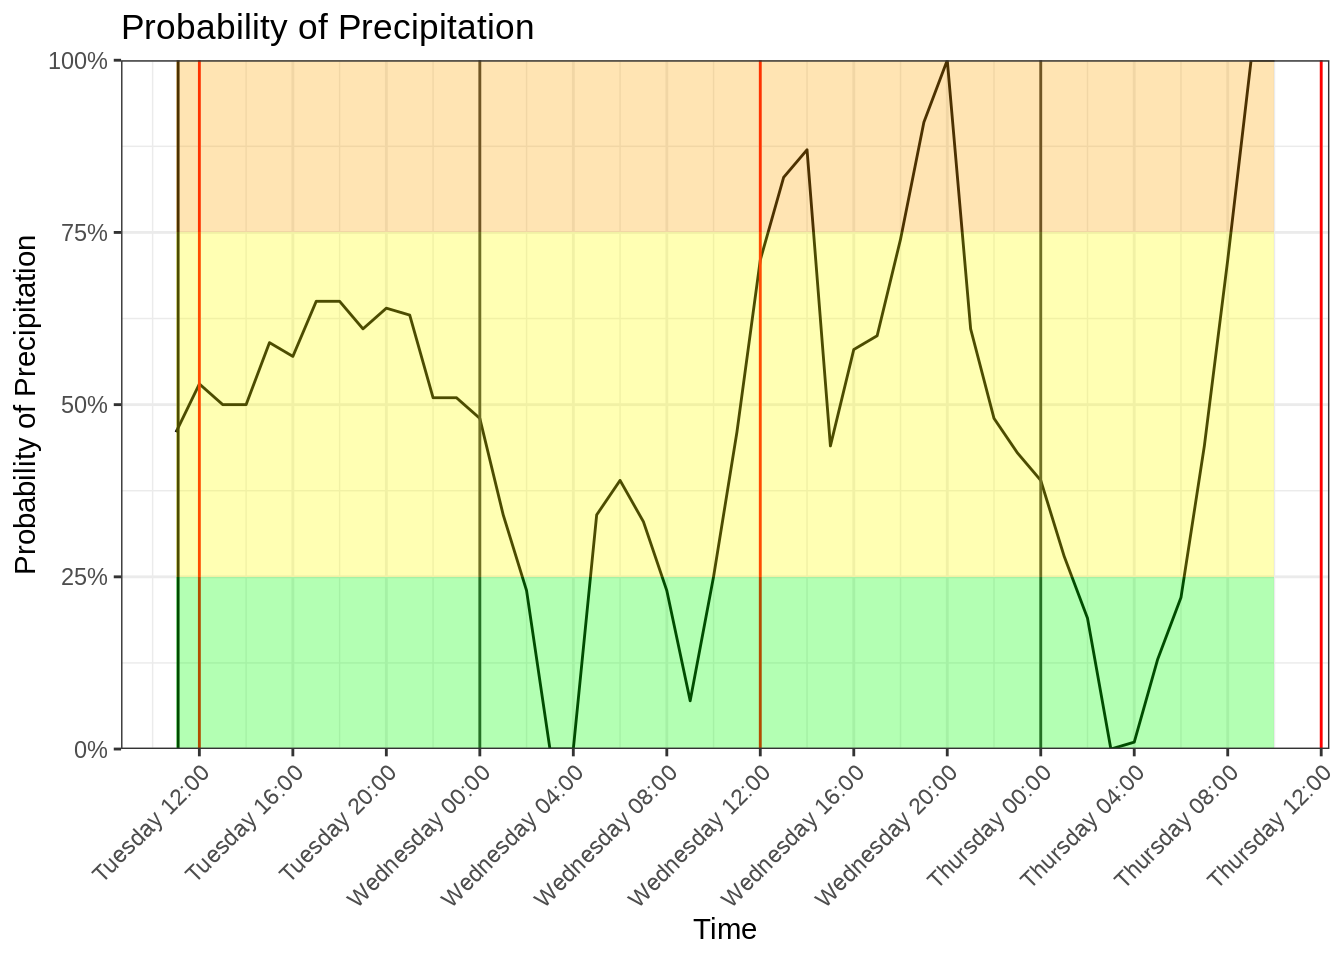 Probability of Precipitation
100%
75%
50%
25%
0%
Probability of Precipitation
Tuesday 12:00
Tuesday 16:00
Tuesday 20:00
Wednesday 00:00
Wednesday 04:00
Wednesday 08:00
Wednesday 12:00
Wednesday 16:00
Wednesday 20:00
Thursday 00:00
Thursday 04:00
Thursday 08:00
Thursday 12:00
Time